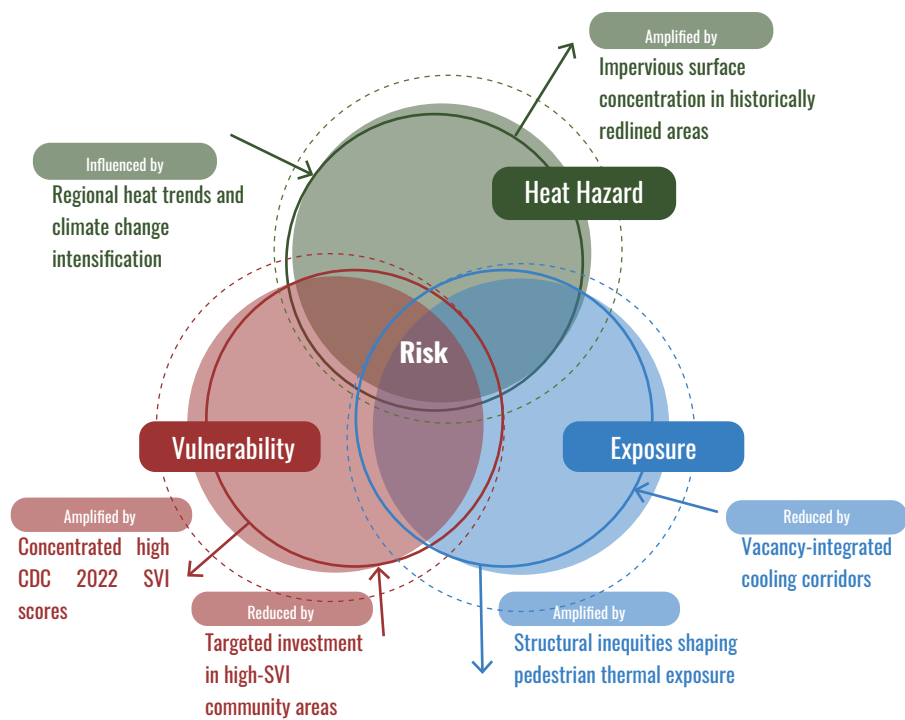 Amplified by
Impervious surface
concentration in historically
redlined areas
Influenced by
Regional heat trends and
climate change
intensification
Heat Hazard
Risk
Vulnerability
Exposure
Amplified by
Concentrated high
CDC 2022 SVI
scores
Reduced by
Targeted investment
in high-SVI
community areas
Amplified by
Structural inequities shaping
pedestrian thermal exposure
Reduced by
Vacancy-integrated
cooling corridors